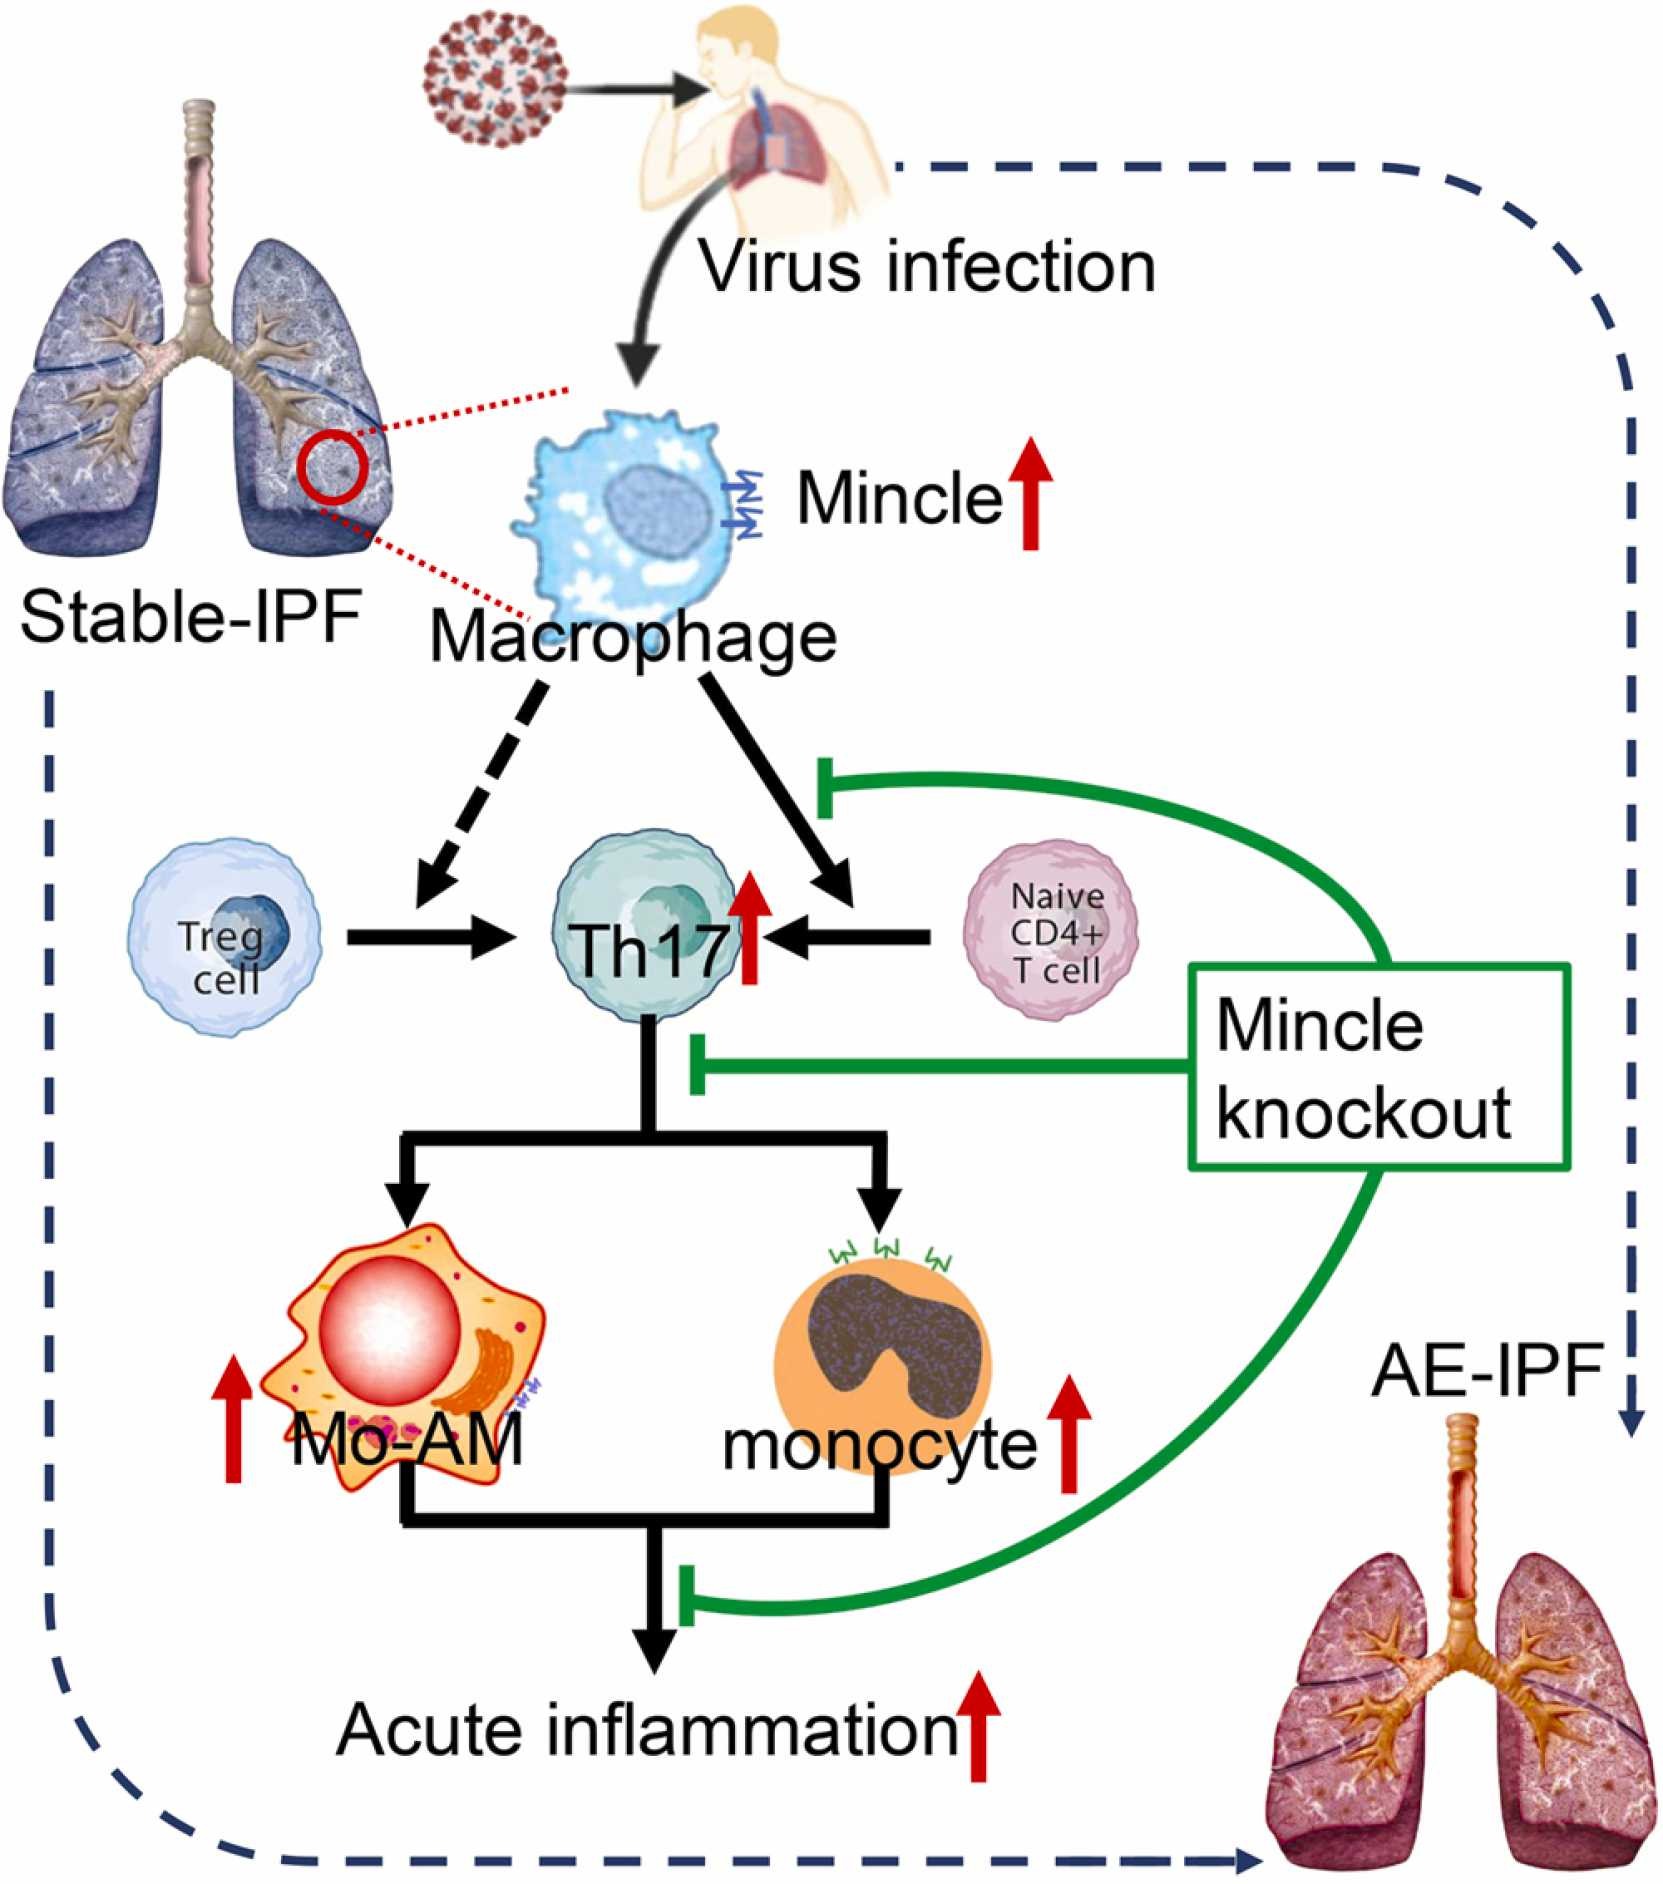 Virus infection
Mincle
Stable-IPF
Macrophage
Treg
cell
Th17
Naive
CD4+
T cell
Mincle
knockout
Mo-AM
monocyte
AE-IPF
Acute inflammation